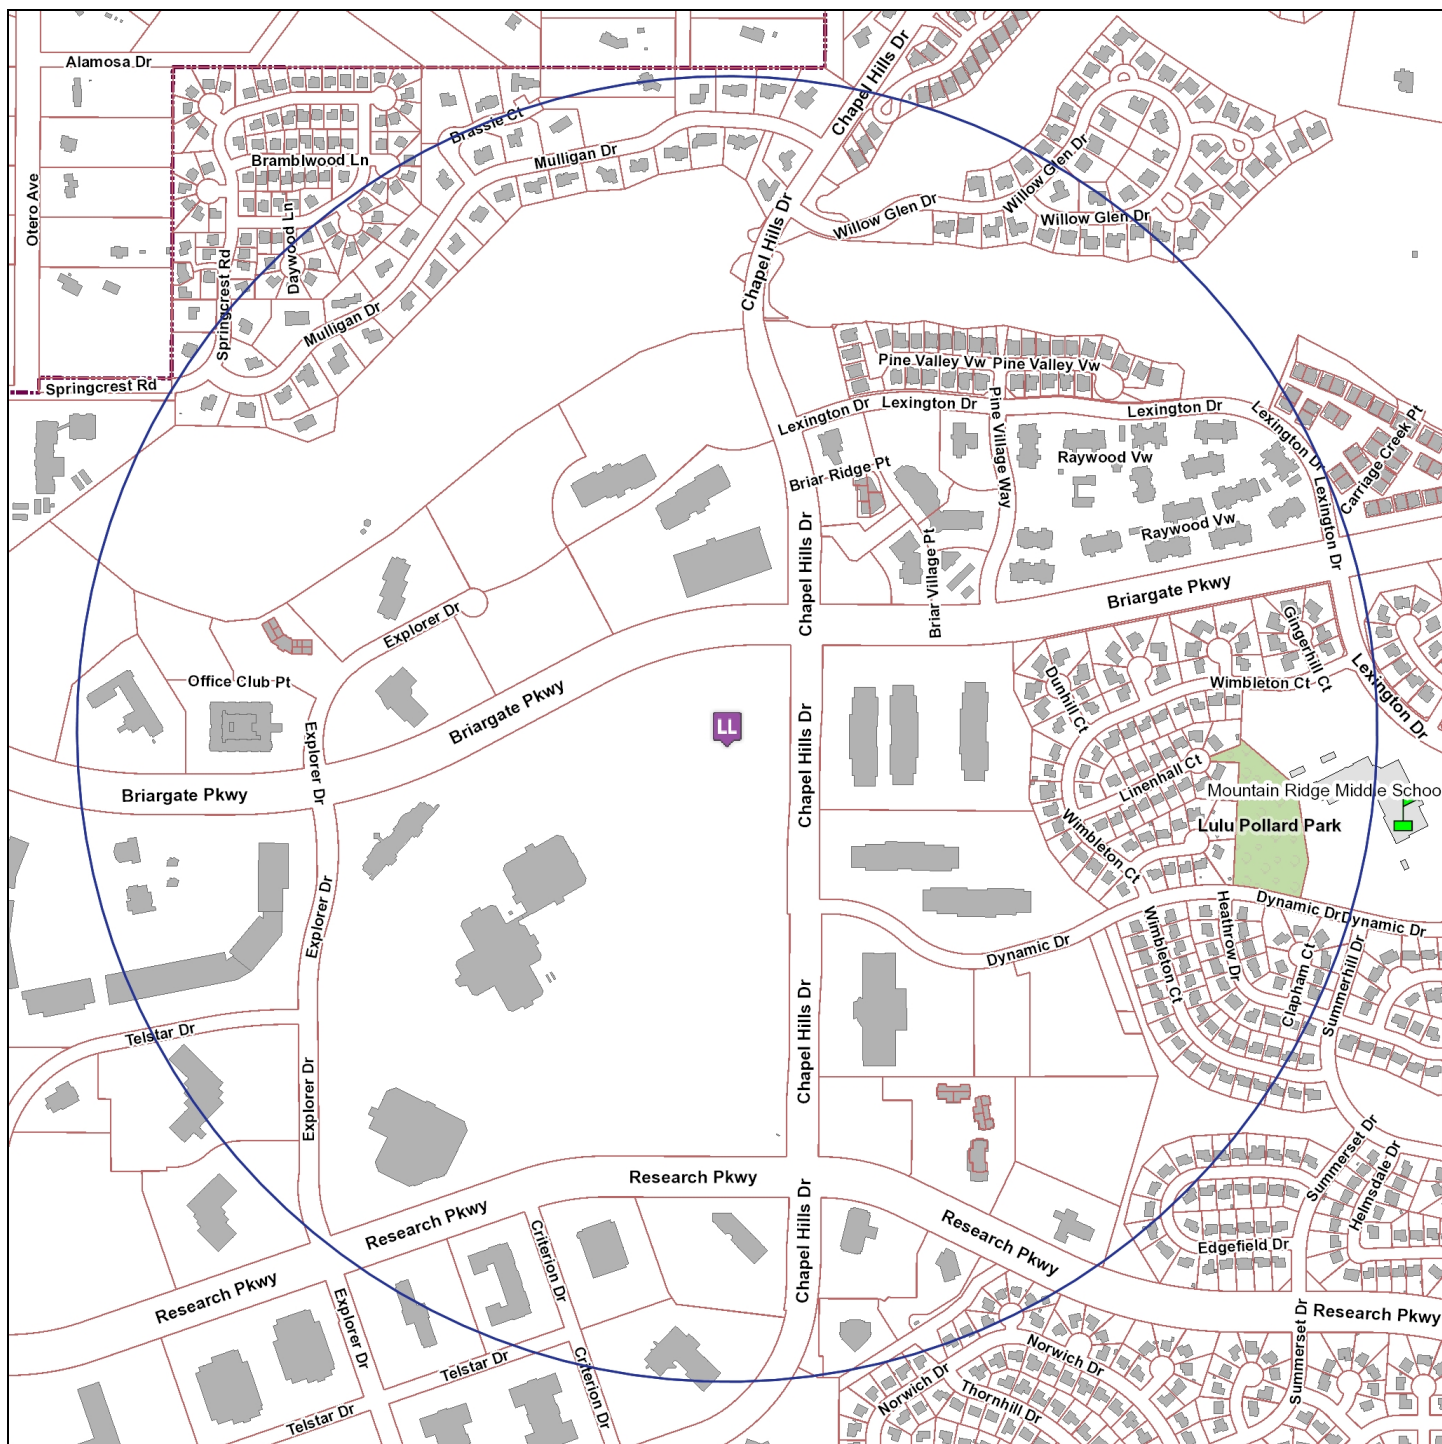 Alamosa Dr
Chapel Hills Dr
Brassie Ct
Mulligan Dr
Bramblwood Ln
Willow Glen Dr
Otero Ave
Daywood Ln
Chapel Hills Dr
Willow Glen Dr
Willow Glen Dr
Springcrest Rd
Mulligan Dr
Springcrest Rd
Pine Valley Vw
Pine Valley Vw
Lexington Dr
Lexington Dr
Lexington Dr
Lexington Dr
Carriage Creek Pt
Pine Village Way
Raywood Vw
Briar Ridge Pt
Lexington Dr
Raywood Vw
Chapel Hills Dr
Briar Village Pt
Briargate Pkwy
Explorer Dr
Gingerhill Ct
Office Club Pt
Dunhill Ct
Wimbleton Ct
Lexington Dr
Briargate Pkwy
LL
Explorer Dr
Chapel Hills Dr
Linenhall Ct
Briargate Pkwy
Mountain Ridge Middle Schoo
Lulu Pollard Park
Wimbleton Ct
Explorer Dr
Dynamic Dr
Dynamic Dr
Heathrow Dr
Wimbleton Ct
Dynamic Dr
Clapham Ct
Summerhill Dr
Telstar Dr
Chapel Hills Dr
Explorer Dr
Summerset Dr
Helmsdale Dr
Research Pkwy
Research Pkwy
Criterion Dr
Chapel Hills Dr
Research Pkwy
Edgefield Dr
Research Pkwy
Explorer Dr
Research Pkwy
Summerset Dr
Telstar Dr
Criterion Dr
Norwich Dr
Norwich Dr
Thornhill Dr
Telstar Dr